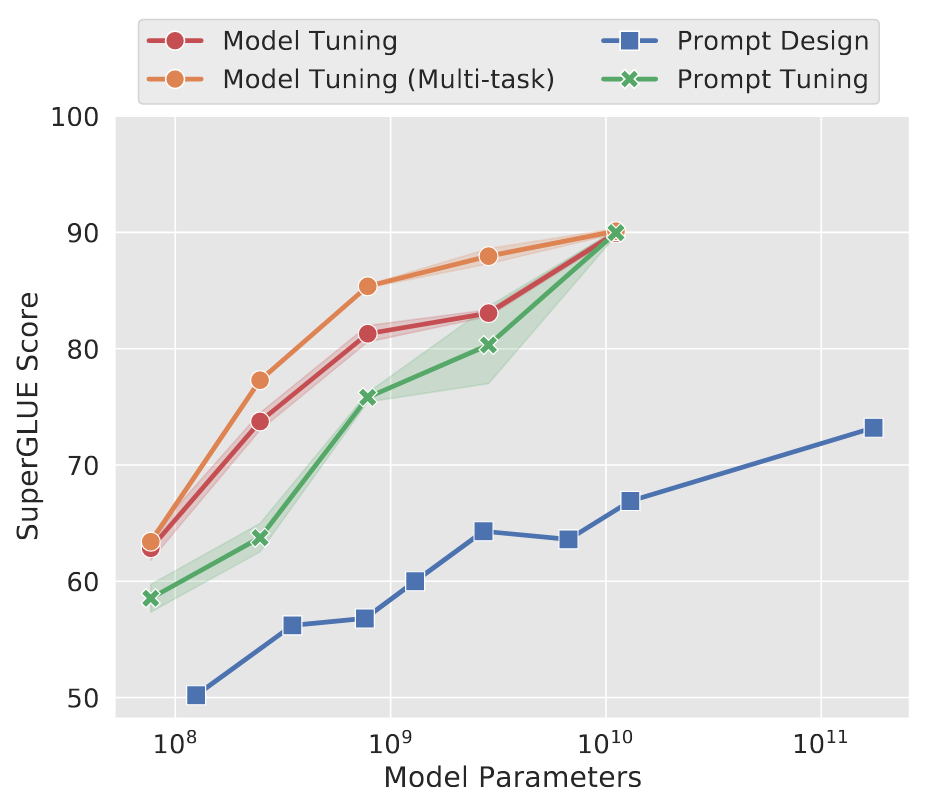 Model Tuning
Model Tuning (Multi-task)
Prompt Design
Prompt Tuning
100
90
80
70
60
50
SuperGLUE Score
10⁸
10⁹
10¹⁰
10¹¹
Model Parameters